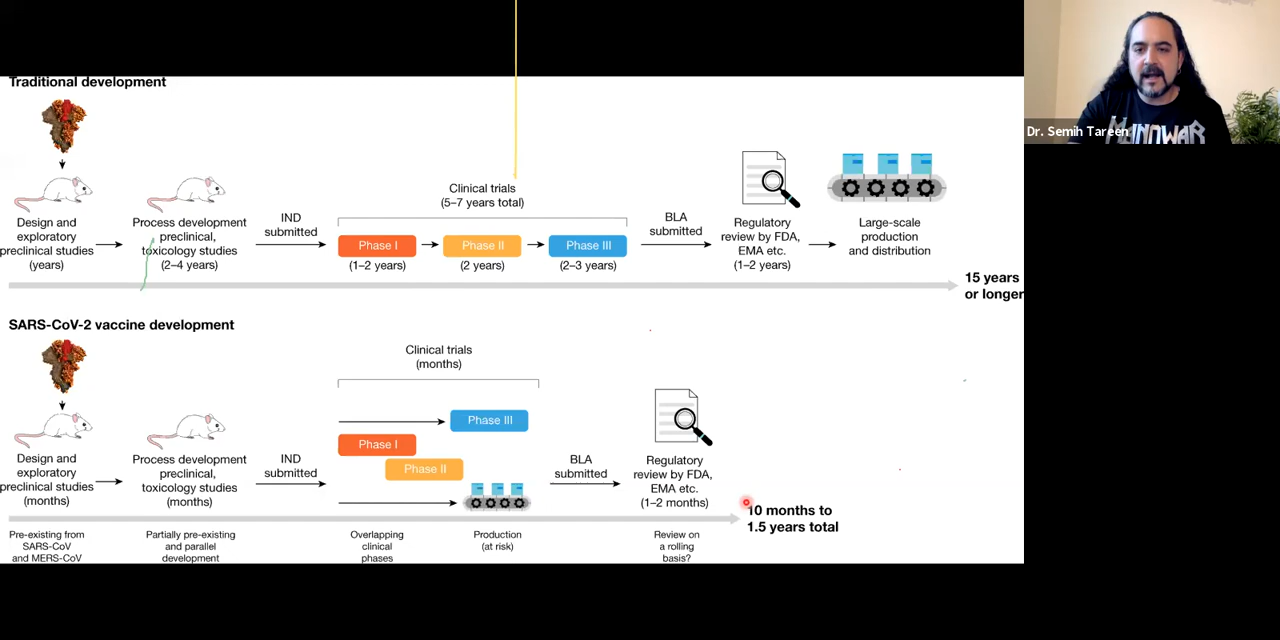 Traditional development
Clinical trials
(5–7 years total)
Design and
exploratory
preclinical studies
(years)
Process development
preclinical,
toxicology studies
(2–4 years)
IND
submitted
Phase I
(1–2 years)
Phase II
(2 years)
Phase III
(2–3 years)
BLA
submitted
Regulatory
review by FDA,
EMA etc.
(1–2 years)
Large-scale
production
and distribution
15 years
or longer
SARS-CoV-2 vaccine development
Clinical trials
(months)
Design and
exploratory
preclinical studies
(months)
Process development
preclinical,
toxicology studies
(months)
IND
submitted
Phase III
Phase I
Phase II
BLA
submitted
Regulatory
review by FDA,
EMA etc.
(1–2 months)
10 months to
1.5 years total
Pre-existing from
SARS-CoV
and MERS-CoV
Partially pre-existing
and parallel
development
Overlapping
clinical
phases
Production
(at risk)
Review on
a rolling
basis?
Dr. Semih Tareen
MANOWAR